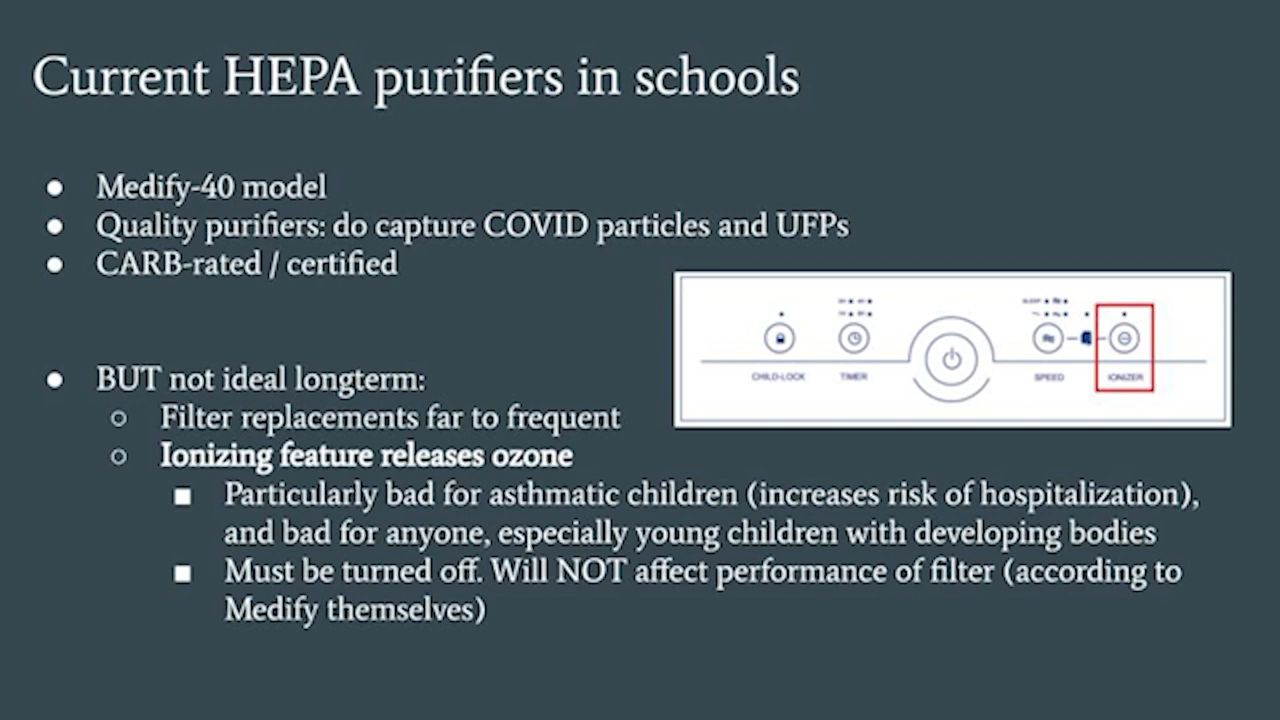 Current HEPA purifiers in schools
Medify-40 model
Quality purifiers: do capture COVID particles and UFPs
CARB-rated / certified
BUT not ideal longterm:
Filter replacements far to frequent
Ionizing feature releases ozone
Particularly bad for asthmatic children (increases risk of hospitalization),
and bad for anyone, especially young children with developing bodies
Must be turned off. Will NOT affect performance of filter (according to
Medify themselves)
CHILD-LOCK TIMER SPEED IONIZER